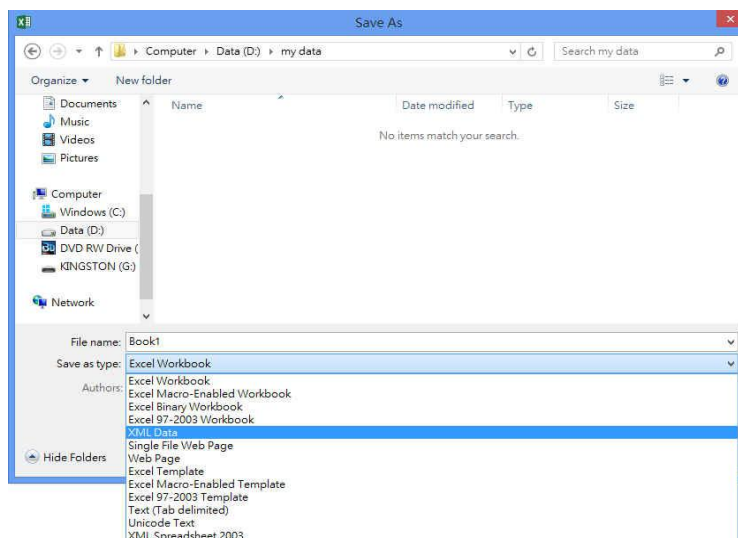 Save As
Computer Data (D:) my data
Search my data
Organize New folder
Name Date modified Type Size
No items match your search.
Documents
Music
Videos
Pictures
Computer
Windows (C:)
Data (D:)
DVD RW Drive (
KINGSTON (G:)
Network
File name: Book1
Save as type: Excel Workbook
Authors:
Excel Workbook
Excel Macro-Enabled Workbook
Excel Binary Workbook
Excel 97-2003 Workbook
XML Data
Single File Web Page
Web Page
Excel Template
Excel Macro-Enabled Template
Excel 97-2003 Template
Text (Tab delimited)
Unicode Text
XML Spreadsheet 2003
Hide Folders